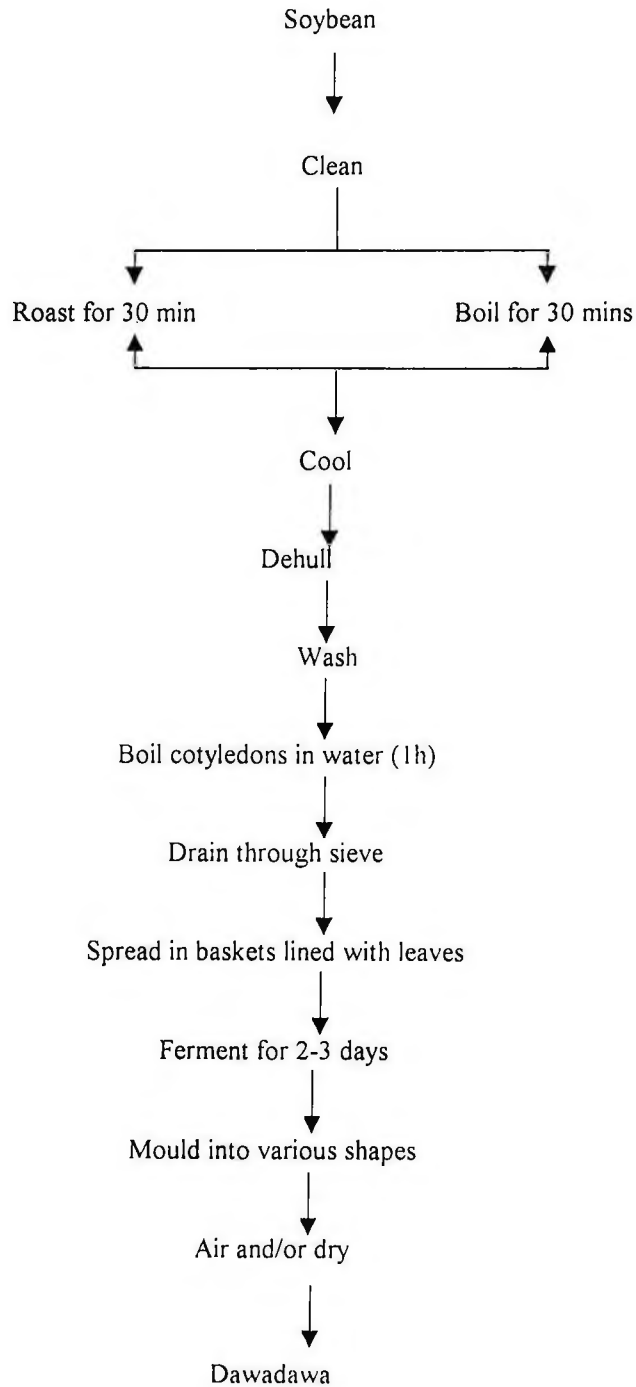 Soybean
Clean
Roast for 30 min
Boil for 30 mins
Cool
Dehull
Wash
Boil cotyledons in water (1h)
Drain through sieve
Spread in baskets lined with leaves
Ferment for 2-3 days
Mould into various shapes
Air and/or dry
Dawadawa